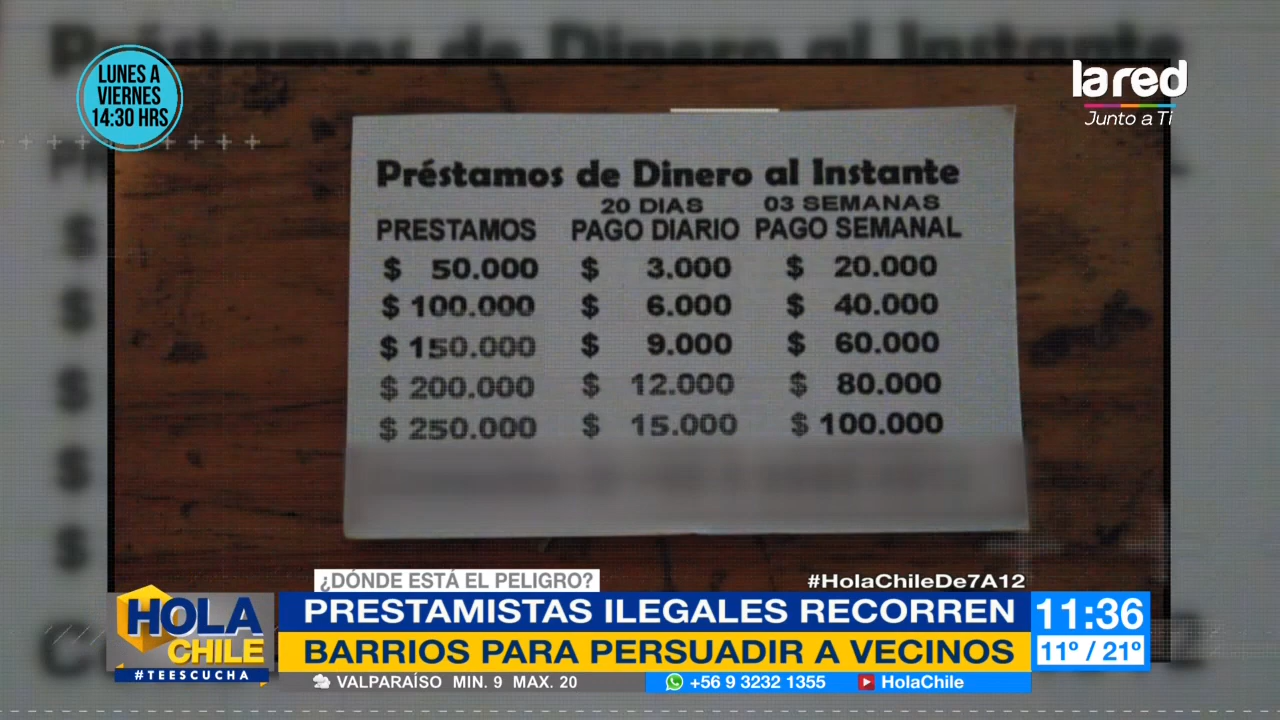 LUNES A
VIERNES
14:30 HRS
lared
Junto a Ti
Préstamos de Dinero al Instante
20 DIAS 03 SEMANAS
PRESTAMOS PAGO DIARIO PAGO SEMANAL
$ 50.000 $ 3.000 $ 20.000
$ 100.000 $ 6.000 $ 40.000
$ 150.000 $ 9.000 $ 60.000
$ 200.000 $ 12.000 $ 80.000
$ 250.000 $ 15.000 $ 100.000
¿DÓNDE ESTÁ EL PELIGRO? #HolaChileDe7A12
HOLA
CHILE
#TEESCUCHA
PRESTAMISTAS ILEGALES RECORREN
BARRIOS PARA PERSUADIR A VECINOS
11:36
11º / 21º
VALPARAÍSO MIN. 9 MAX. 20 +56 9 3232 1355 HolaChile